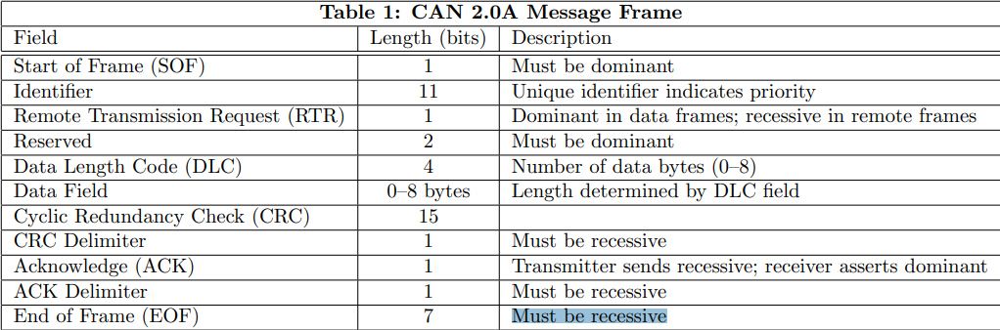 Table 1: CAN 2.0A Message Frame
Field Length (bits) Description
Start of Frame (SOF) 1 Must be dominant
Identifier 11 Unique identifier indicates priority
Remote Transmission Request (RTR) 1 Dominant in data frames; recessive in remote frames
Reserved 2 Must be dominant
Data Length Code (DLC) 4 Number of data bytes (0–8)
Data Field 0–8 bytes Length determined by DLC field
Cyclic Redundancy Check (CRC) 15
CRC Delimiter 1 Must be recessive
Acknowledge (ACK) 1 Transmitter sends recessive; receiver asserts dominant
ACK Delimiter 1 Must be recessive
End of Frame (EOF) 7 Must be recessive